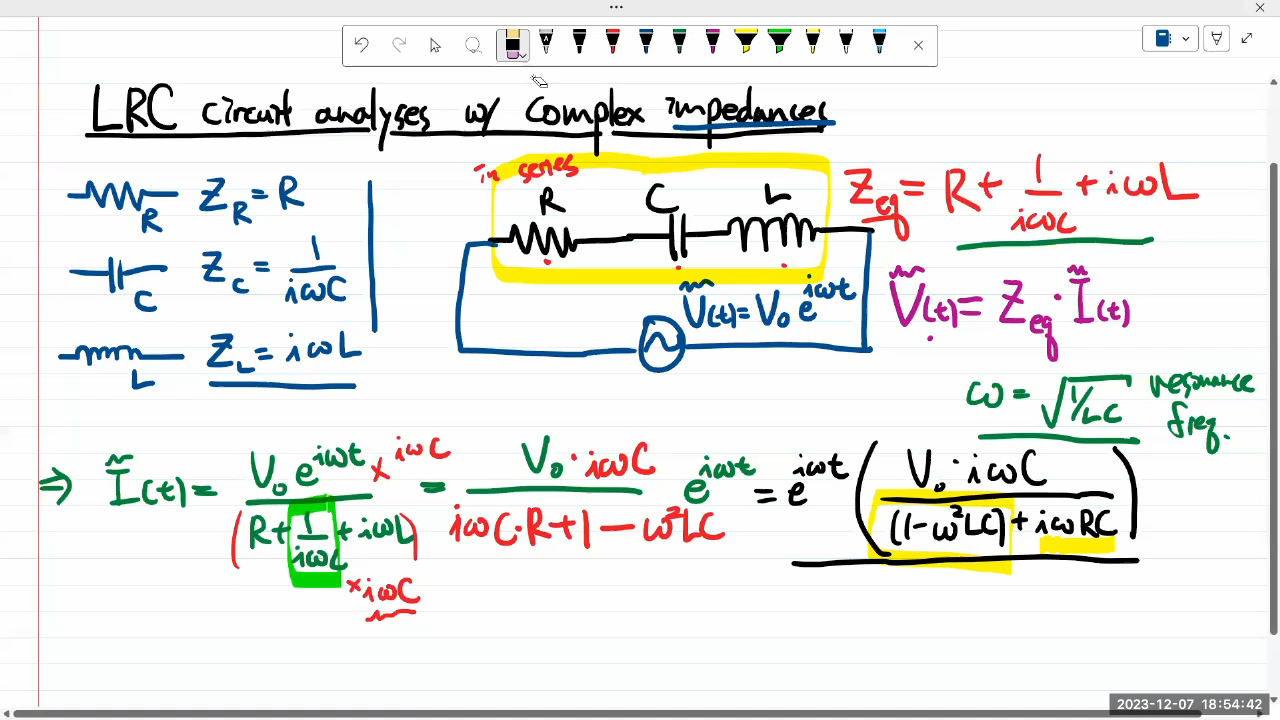 LRC circuit analyses w/ complex impedances
R
Z_R = R
C
Z_C = 1/(iωC)
L
Z_L = iωL
in series
R C L
Ṽ(t) = V₀ e^{iωt}
Z_eq = R + 1/(iωC) + iωL
Ṽ(t) = Z_eq · Ĩ(t)
ω = √(1/LC) resonance freq.
⇒ Ĩ(t) = V₀ e^{iωt} × iωC / (R + 1/(iωC) + iωL) × iωC = V₀ · iωC / (iωC·R + 1 − ω²LC) e^{iωt} = e^{iωt} ( V₀ · iωC / ((1−ω²LC) + iωRC) )
2023-12-07 18:54:42